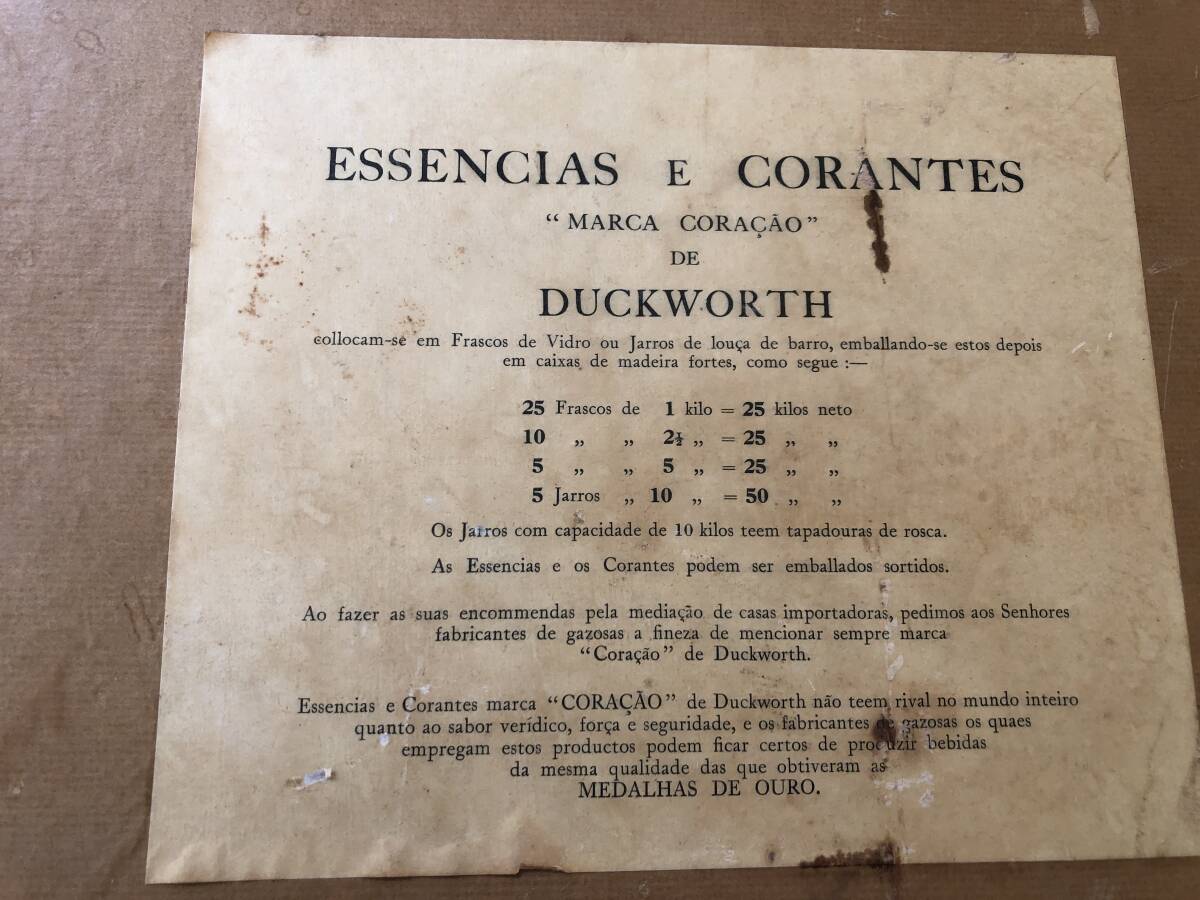 ESSENCIAS E CORANTES
“MARCA CORAÇÃO”
DE
DUCKWORTH
collocam-se em Frascos de Vidro ou Jarros de louça de barro, emballando-se estos depois
em caixas de madeira fortes, como segue :—
25 Frascos de 1 kilo = 25 kilos neto
10 „ „ 2½ „ = 25 „ „
5 „ „ 5 „ = 25 „ „
5 Jarros „ 10 „ = 50 „ „
Os Jarros com capacidade de 10 kilos teem tapadouras de rosca.
As Essencias e os Corantes podem ser emballados sortidos.
Ao fazer as suas encommendas pela mediação de casas importadoras, pedimos aos Senhores
fabricantes de gazosas a fineza de mencionar sempre marca
“Coração” de Duckworth.
Essencias e Corantes marca “CORAÇÃO” de Duckworth não teem rival no mundo inteiro
quanto ao sabor verídico, força e seguridade, e os fabricantes de gazosas os quaes
empregam estos productos podem ficar certos de produzir bebidas
da mesma qualidade das que obtiveram as
MEDALHAS DE OURO.